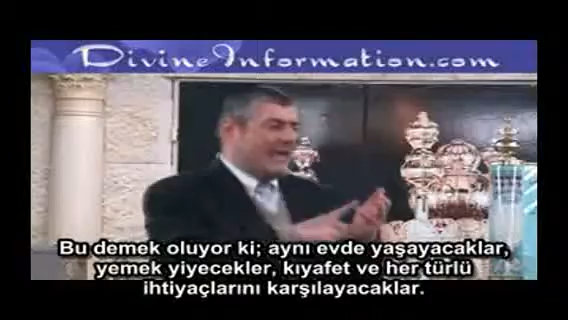 DivineInformation.com
Bu demek oluyor ki; aynı evde yaşayacaklar,
yemek yiyecekler, kıyafet ve her türlü
ihtiyaçlarını karşılayacaklar.